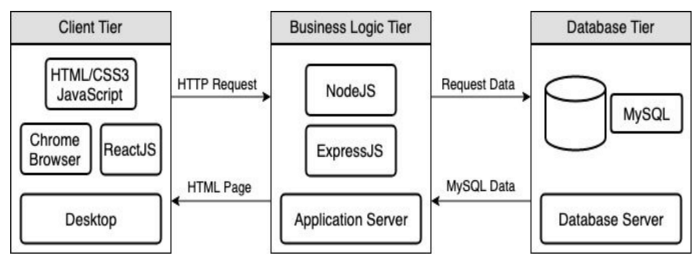 Client Tier
HTML/CSS3
JavaScript
Chrome
Browser
ReactJS
Desktop
HTTP Request
HTML Page
Business Logic Tier
NodeJS
ExpressJS
Application Server
Request Data
MySQL Data
Database Tier
MySQL
Database Server